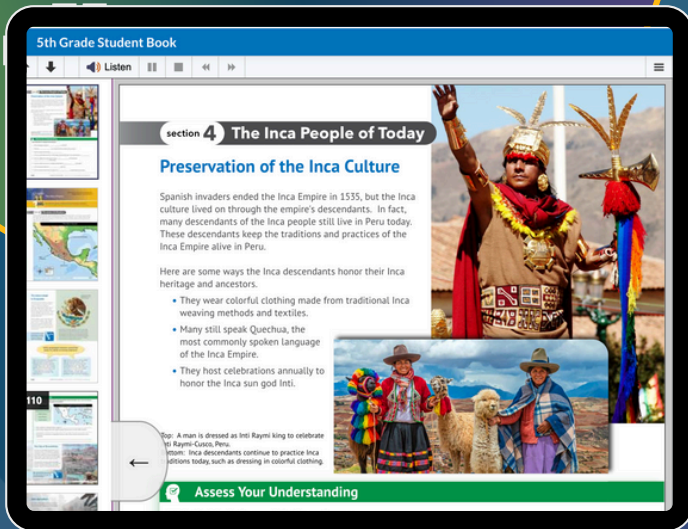 5th Grade Student Book
Listen
section 4 The Inca People of Today
Preservation of the Inca Culture
Spanish invaders ended the Inca Empire in 1535, but the Inca
culture lived on through the empire's descendants. In fact,
many descendants of the Inca people still live in Peru today.
These descendants keep the traditions and practices of the
Inca Empire alive in Peru.
Here are some ways the Inca descendants honor their Inca
heritage and ancestors.
• They wear colorful clothing made from traditional Inca
weaving methods and textiles.
• Many still speak Quechua, the
most commonly spoken language
of the Inca Empire.
• They host celebrations annually to
honor the Inca sun god Inti.
Top: A man is dressed as Inti Raymi king to celebrate
Raymi-Cusco, Peru.
Inca descendants continue to practice Inca
today, such as dressing in colorful clothing.
110
Assess Your Understanding